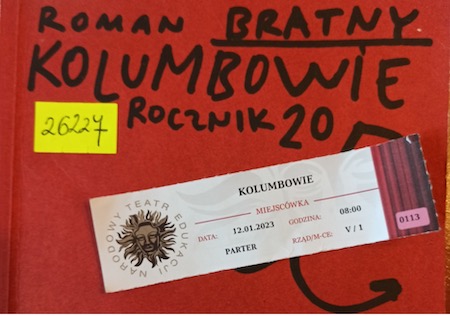 ROMAN BRATNY
KOLUMBOWIE
ROCZNIK 20
26227
NARODOWY TEATR EDUKACJI
KOLUMBOWIE
MIEJSCÓWKA
DATA: 12.01.2023 GODZINA: 08:00
PARTER RZĄD/M-CE: V / 1
0113